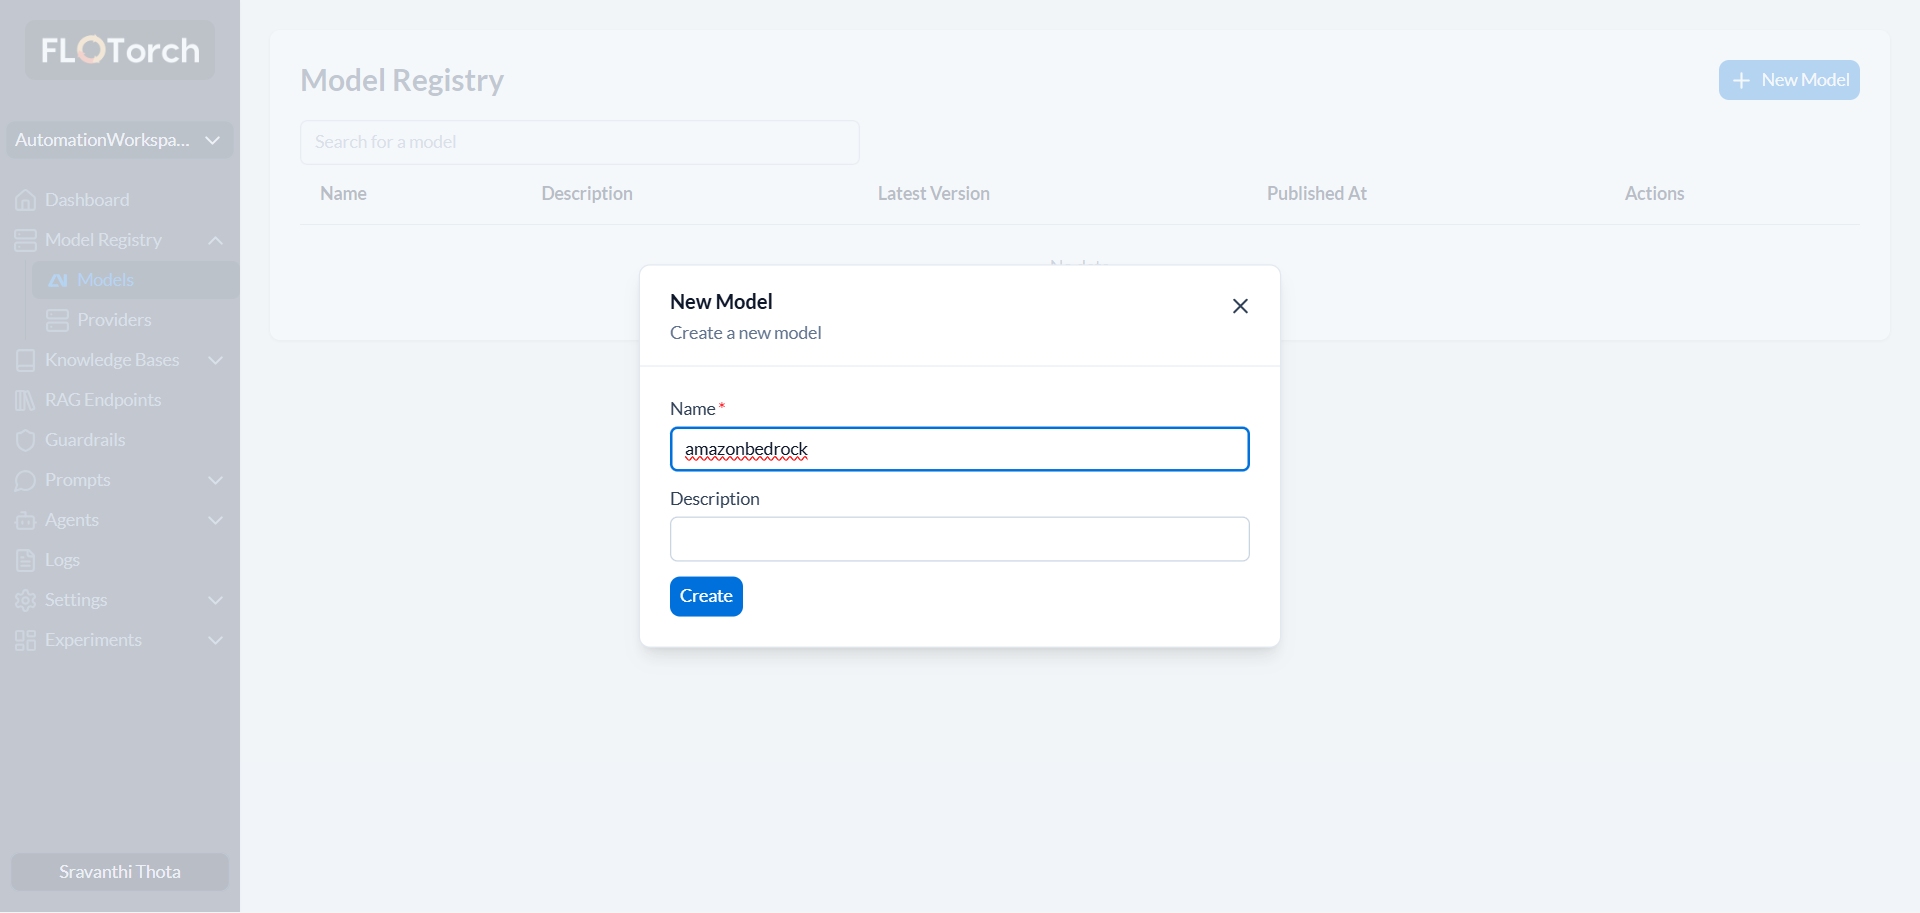 FLOTorch
AutomationWorkspa...
Dashboard
Model Registry
Models
Providers
Knowledge Bases
RAG Endpoints
Guardrails
Prompts
Agents
Logs
Settings
Experiments
Sravanthi Thota
Model Registry
New Model
Search for a model
Name Description Latest Version Published At Actions
New Model
Create a new model
Name *
amazonbedrock
Description
Create